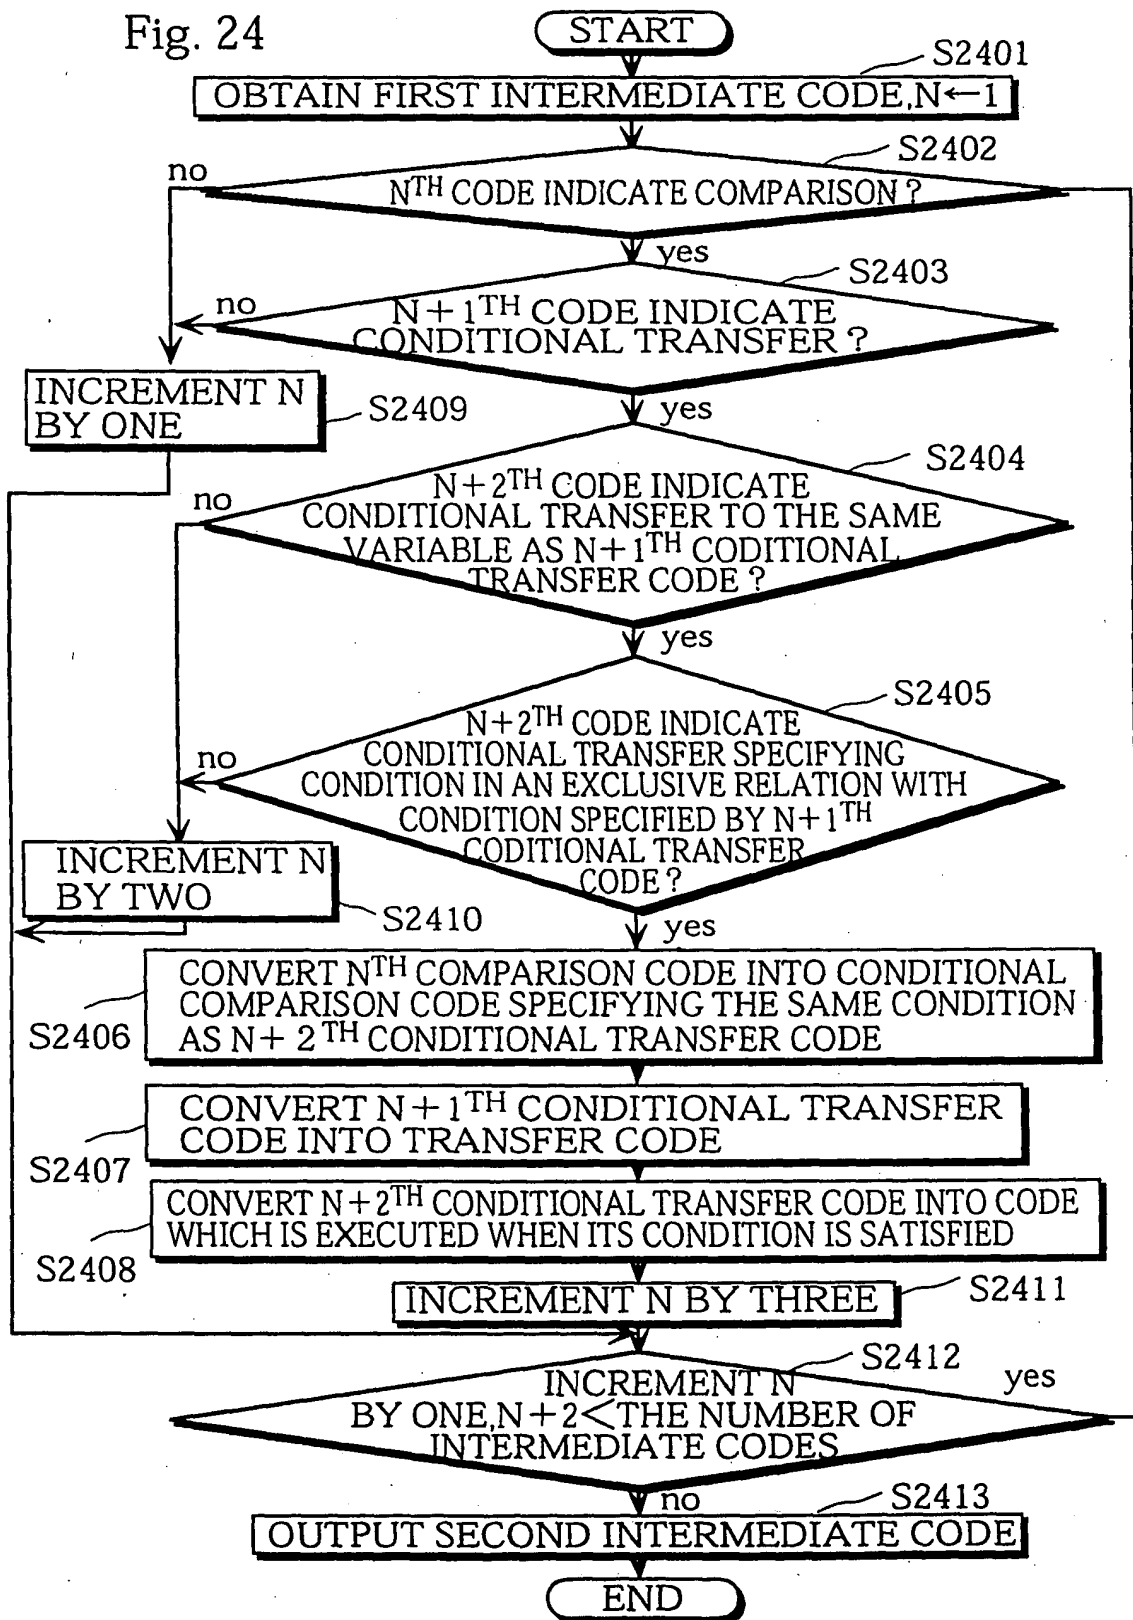 Fig. 24
START
S2401
OBTAIN FIRST INTERMEDIATE CODE,N←1
S2402
no
NTH CODE INDICATE COMPARISON?
yes
S2403
no
N+1TH CODE INDICATE
CONDITIONAL TRANSFER?
INCREMENT N
BY ONE
S2409
yes
S2404
no
N+2TH CODE INDICATE
CONDITIONAL TRANSFER TO THE SAME
VARIABLE AS N+1TH CODITIONAL
TRANSFER CODE?
yes
S2405
no
N+2TH CODE INDICATE
CONDITIONAL TRANSFER SPECIFYING
CONDITION IN AN EXCLUSIVE RELATION WITH
CONDITION SPECIFIED BY N+1TH
CODITIONAL TRANSFER
CODE?
INCREMENT N
BY TWO
S2410
yes
CONVERT NTH COMPARISON CODE INTO CONDITIONAL
COMPARISON CODE SPECIFYING THE SAME CONDITION
AS N+ 2TH CONDITIONAL TRANSFER CODE
S2406
CONVERT N+1TH CONDITIONAL TRANSFER
CODE INTO TRANSFER CODE
S2407
CONVERT N+2TH CONDITIONAL TRANSFER CODE INTO CODE
WHICH IS EXECUTED WHEN ITS CONDITION IS SATISFIED
S2408
INCREMENT N BY THREE
S2411
S2412
yes
INCREMENT N
BY ONE,N+2<THE NUMBER OF
INTERMEDIATE CODES
no
S2413
OUTPUT SECOND INTERMEDIATE CODE
END